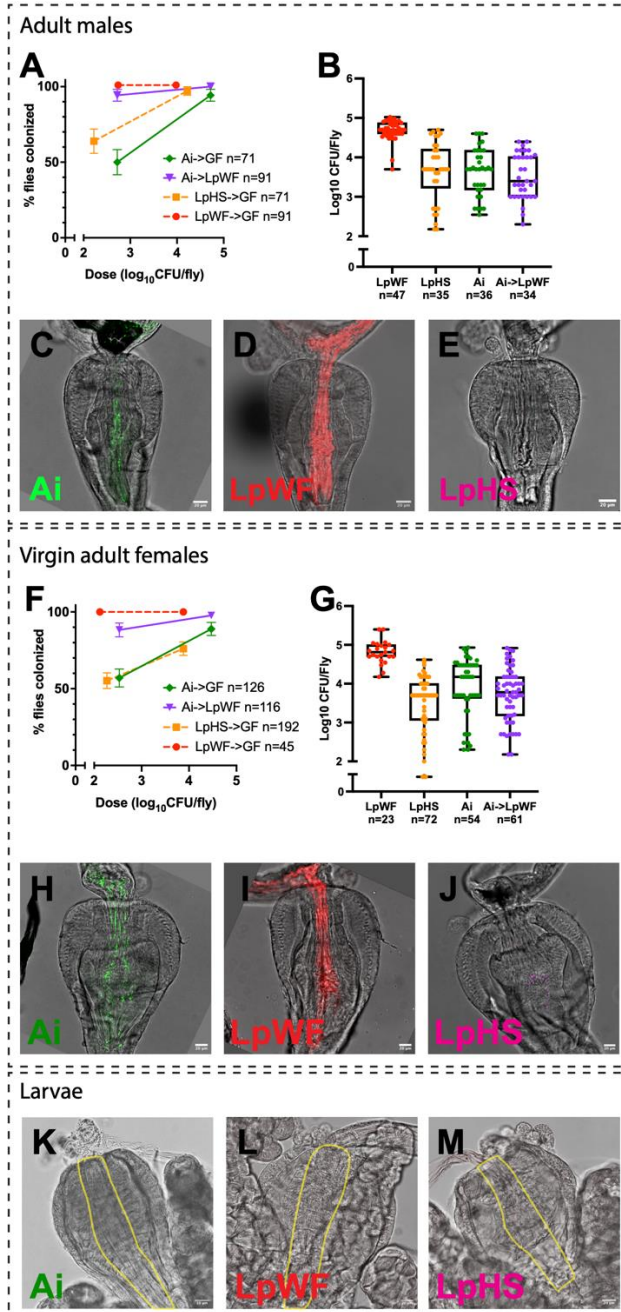 Adult males
A
B
100
50
0
% flies colonized
2 3 4 5
Dose (log10CFU/fly)
Ai->GF n=71
Ai->LpWF n=91
LpHS->GF n=71
LpWF->GF n=91
6
5
4
3
2
0
Log10 CFU/Fly
LpWF LpHS Ai Ai->LpWF
n=47 n=35 n=36 n=34
C D E
Ai LpWF LpHS
20 µm
Virgin adult females
F
G
100
50
0
% flies colonized
2 3 4 5
Dose (log10CFU/fly)
Ai->GF n=126
Ai->LpWF n=116
LpHS->GF n=192
LpWF->GF n=45
6
5
4
3
2
0
Log10 CFU/Fly
LpWF LpHS Ai Ai->LpWF
n=23 n=72 n=54 n=61
H I J
Ai LpWF LpHS
Larvae
K L M
Ai LpWF LpHS